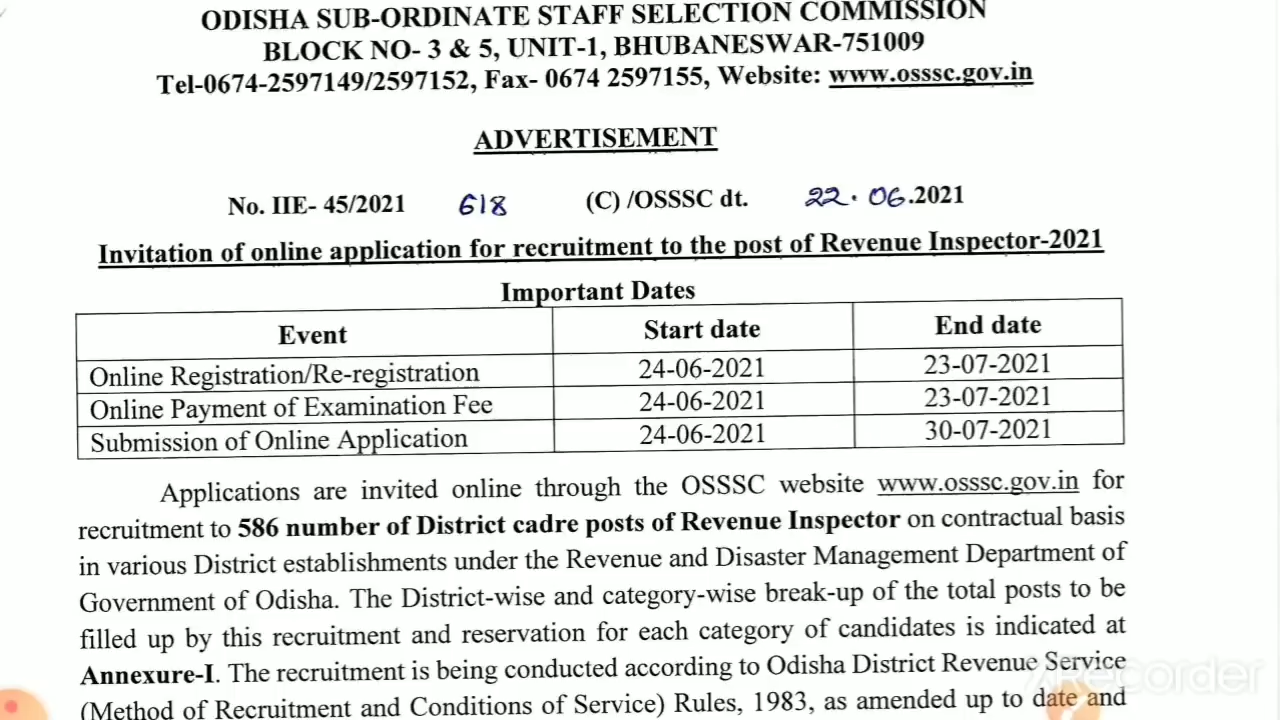 ODISHA SUB-ORDINATE STAFF SELECTION COMMISSION
BLOCK NO- 3 & 5, UNIT-1, BHUBANESWAR-751009
Tel-0674-2597149/2597152, Fax- 0674 2597155, Website: www.osssc.gov.in
ADVERTISEMENT
No. IIE- 45/2021 618 (C) /OSSSC dt. 22.06.2021
Invitation of online application for recruitment to the post of Revenue Inspector-2021
Important Dates
Event Start date End date
Online Registration/Re-registration 24-06-2021 23-07-2021
Online Payment of Examination Fee 24-06-2021 23-07-2021
Submission of Online Application 24-06-2021 30-07-2021
Applications are invited online through the OSSSC website www.osssc.gov.in for
recruitment to 586 number of District cadre posts of Revenue Inspector on contractual basis
in various District establishments under the Revenue and Disaster Management Department of
Government of Odisha. The District-wise and category-wise break-up of the total posts to be
filled up by this recruitment and reservation for each category of candidates is indicated at
Annexure-I. The recruitment is being conducted according to Odisha District Revenue Service
(Method of Recruitment and Conditions of Service) Rules, 1983, as amended up to date and
XRecorder